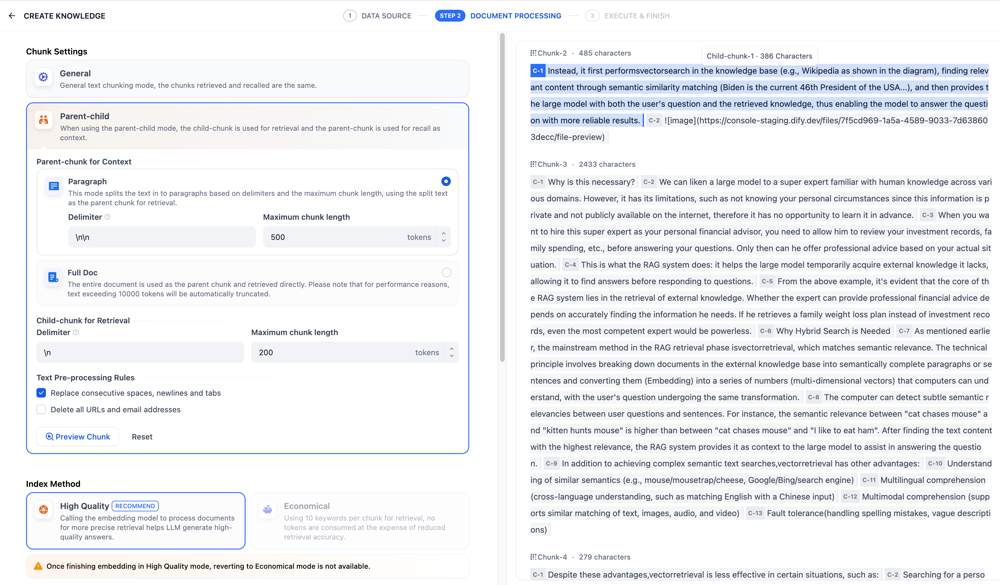 CREATE KNOWLEDGE
1 DATA SOURCE
STEP 2 DOCUMENT PROCESSING
3 EXECUTE & FINISH
Chunk Settings
General
General text chunking mode, the chunks retrieved and recalled are the same.
Parent-child
When using the parent-child mode, the child-chunk is used for retrieval and the parent-chunk is used for recall as
context.
Parent-chunk for Context
Paragraph
This mode splits the text in to paragraphs based on delimiters and the maximum chunk length, using the split text
as the parent chunk for retrieval.
Delimiter ?
Maximum chunk length
\n\n
500 tokens
Full Doc
The entire document is used as the parent chunk and retrieved directly. Please note that for performance reasons,
text exceeding 10000 tokens will be automatically truncated.
Child-chunk for Retrieval
Delimiter ?
Maximum chunk length
\n
200 tokens
Text Pre-processing Rules
Replace consecutive spaces, newlines and tabs
Delete all URLs and email addresses
Preview Chunk
Reset
Index Method
High Quality RECOMMEND
Calling the embedding model to process documents
for more precise retrieval helps LLM generate high-
quality answers.
Economical
Using 10 keywords per chunk for retrieval, no
tokens are consumed at the expense of reduced
retrieval accuracy.
Once finishing embedding in High Quality mode, reverting to Economical mode is not available.
Chunk-2 · 485 characters
Child-chunk-1 · 386 Characters
C-1 Instead, it first performsvectorsearch in the knowledge base (e.g., Wikipedia as shown in the diagram), finding relev
ant content through semantic similarity matching (Biden is the current 46th President of the USA...), and then provides t
he large model with both the user's question and the retrieved knowledge, thus enabling the model to answer the questi
on with more reliable results. C-2 ![image](https://console-staging.dify.dev/files/7f5cd969-1a5a-4589-9033-7d63860
3decc/file-preview)
Chunk-3 · 2433 characters
C-1 Why is this necessary? C-2 We can liken a large model to a super expert familiar with human knowledge across vari
ous domains. However, it has its limitations, such as not knowing your personal circumstances since this information is p
rivate and not publicly available on the internet, therefore it has no opportunity to learn it in advance. C-3 When you wa
nt to hire this super expert as your personal financial advisor, you need to allow him to review your investment records, fa
mily spending, etc., before answering your questions. Only then can he offer professional advice based on your actual sit
uation. C-4 This is what the RAG system does: it helps the large model temporarily acquire external knowledge it lacks,
allowing it to find answers before responding to questions. C-5 From the above example, it's evident that the core of th
e RAG system lies in the retrieval of external knowledge. Whether the expert can provide professional financial advice de
pends on accurately finding the information he needs. If he retrieves a family weight loss plan instead of investment reco
rds, even the most competent expert would be powerless. C-6 Why Hybrid Search is Needed C-7 As mentioned earlie
r, the mainstream method in the RAG retrieval phase isvectorretrieval, which matches semantic relevance. The technical
principle involves breaking down documents in the external knowledge base into semantically complete paragraphs or se
ntences and converting them (Embedding) into a series of numbers (multi-dimensional vectors) that computers can und
erstand, with the user's question undergoing the same transformation. C-8 The computer can detect subtle semantic r
elevancies between user questions and sentences. For instance, the semantic relevance between "cat chases mouse" a
nd "kitten hunts mouse" is higher than between "cat chases mouse" and "I like to eat ham". After finding the text content
with the highest relevance, the RAG system provides it as context to the large model to assist in answering the questio
n. C-9 In addition to achieving complex semantic text searches,vectorretrieval has other advantages: C-10 Understand
ing of similar semantics (e.g., mouse/mousetrap/cheese, Google/Bing/search engine) C-11 Multilingual comprehension
(cross-language understanding, such as matching English with a Chinese input) C-12 Multimodal comprehension (supp
orts similar matching of text, images, audio, and video) C-13 Fault tolerance(handling spelling mistakes, vague descripti
ons)
Chunk-4 · 279 characters
C-1 Despite these advantages,vectorretrieval is less effective in certain situations, such as: C-2 Searching for a perso